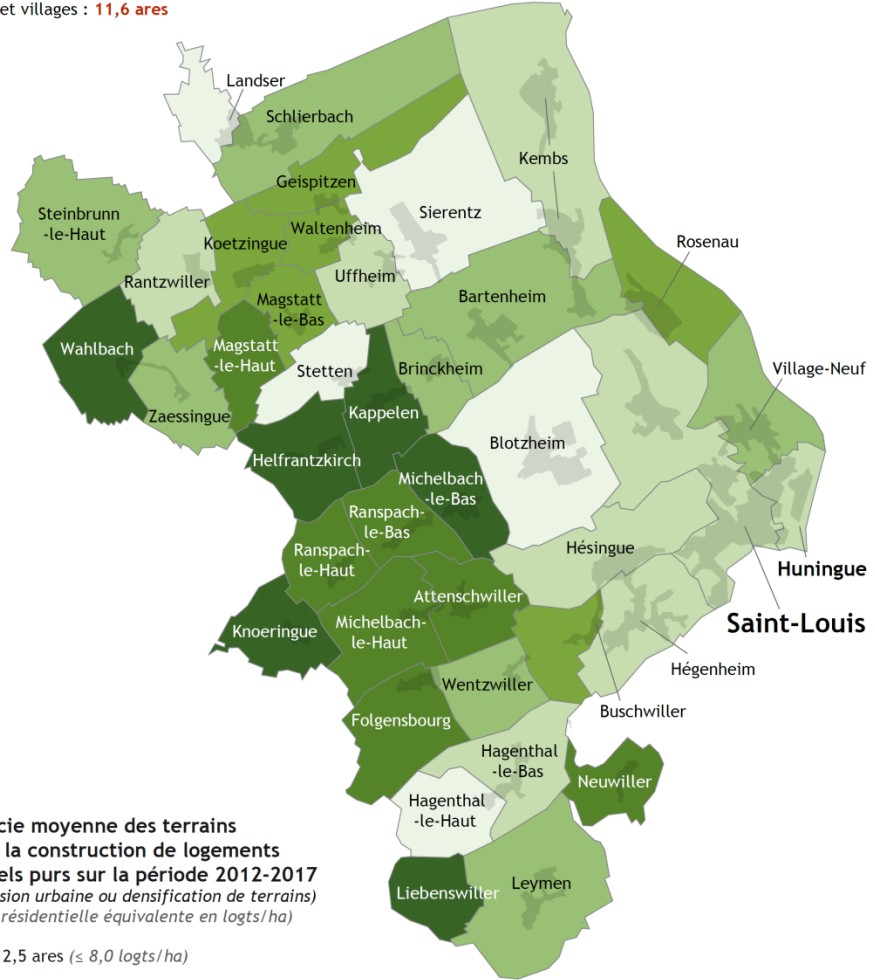 et villages : 11,6 ares
Landser
Schlierbach
Kembs
Geispitzen
Sierentz
Steinbrunn
-le-Haut
Waltenheim
Koetzingue
Rosenau
Rantzwiller
Uffheim
Bartenheim
Magstatt
-le-Bas
Wahlbach
Magstatt
-le-Haut
Stetten
Brinckheim
Village-Neuf
Kappelen
Zaessingue
Blotzheim
Helfrantzkirch
Michelbach
-le-Bas
Ranspach-
le-Bas
Ranspach-
le-Haut
Hésingue
Huningue
Attenschwiller
Saint-Louis
Knoeringue
Michelbach-
le-Haut
Hégenheim
Wentzwiller
Buschwiller
Folgensbourg
Hagenthal
-le-Bas
Neuwiller
Hagenthal
-le-Haut
Liebenswiller
Leymen
cie moyenne des terrains
la construction de logements
els purs sur la période 2012-2017
sion urbaine ou densification de terrains)
résidentielle équivalente en logts/ha)
2,5 ares (≤ 8,0 logts/ha)